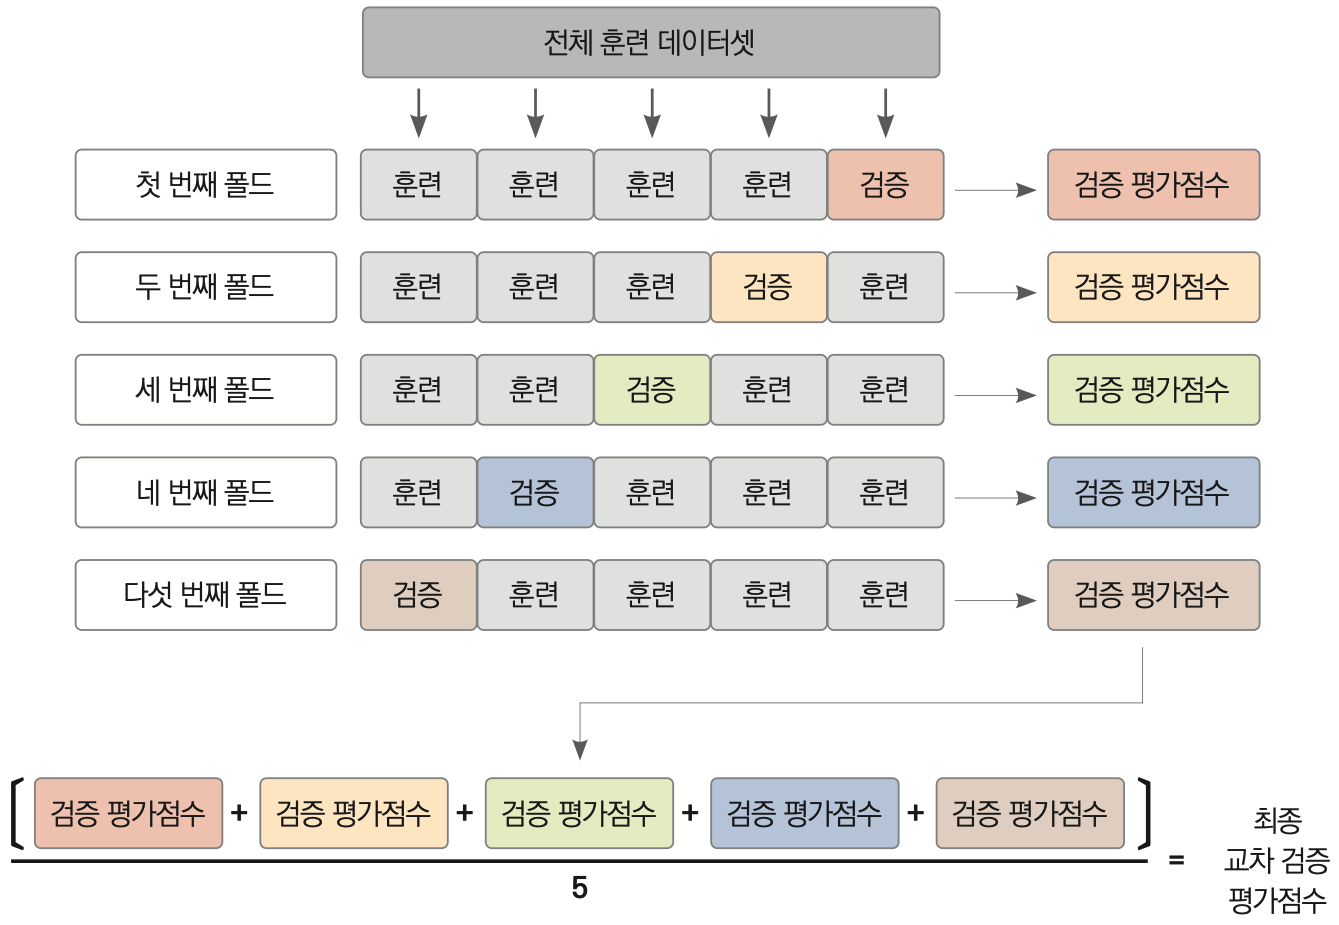 전체 훈련 데이터셋
첫 번째 폴드 훈련 훈련 훈련 훈련 검증 검증 평가점수
두 번째 폴드 훈련 훈련 훈련 검증 훈련 검증 평가점수
세 번째 폴드 훈련 훈련 검증 훈련 훈련 검증 평가점수
네 번째 폴드 훈련 검증 훈련 훈련 훈련 검증 평가점수
다섯 번째 폴드 검증 훈련 훈련 훈련 훈련 검증 평가점수
[ 검증 평가점수 + 검증 평가점수 + 검증 평가점수 + 검증 평가점수 + 검증 평가점수 ]
5
=
최종
교차 검증
평가점수